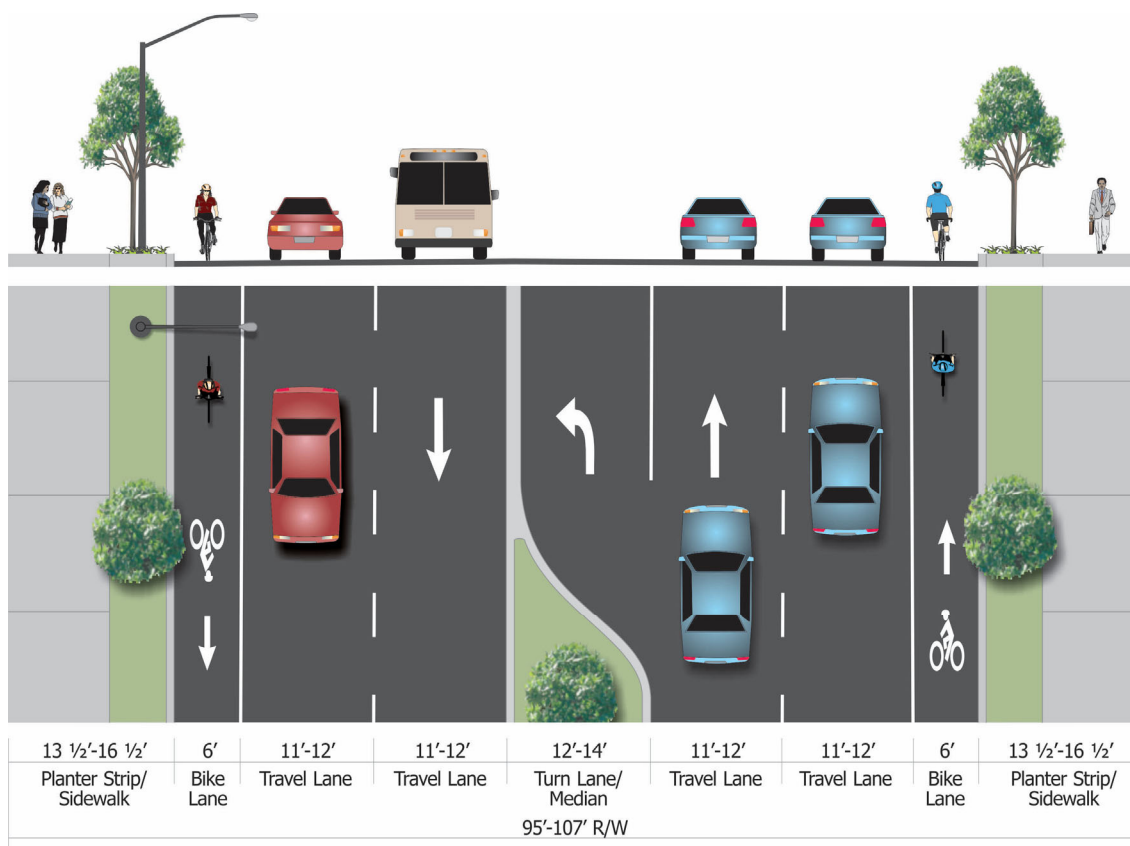 13 ½’-16 ½’ 6’ 11’-12’ 11’-12’ 12’-14’ 11’-12’ 11’-12’ 6’ 13 ½’-16 ½’
Planter Strip/ Bike Travel Lane Travel Lane Turn Lane/ Travel Lane Travel Lane Bike Planter Strip/
Sidewalk Lane Median Lane Sidewalk
95’-107’ R/W